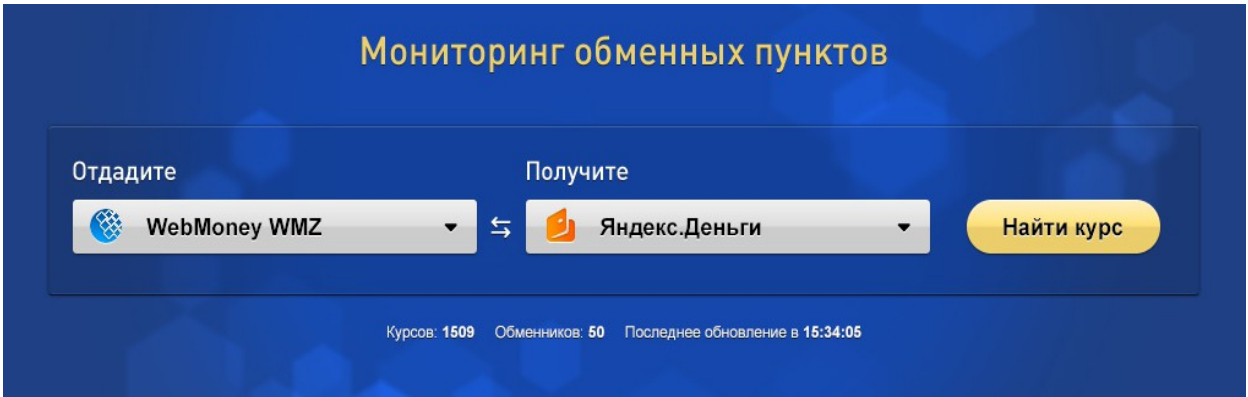 Мониторинг обменных пунктов
Отдадите Получите
WebMoney WMZ Яндекс.Деньги Найти курс
Курсов: 1509 Обменников: 50 Последнее обновление в 15:34:05